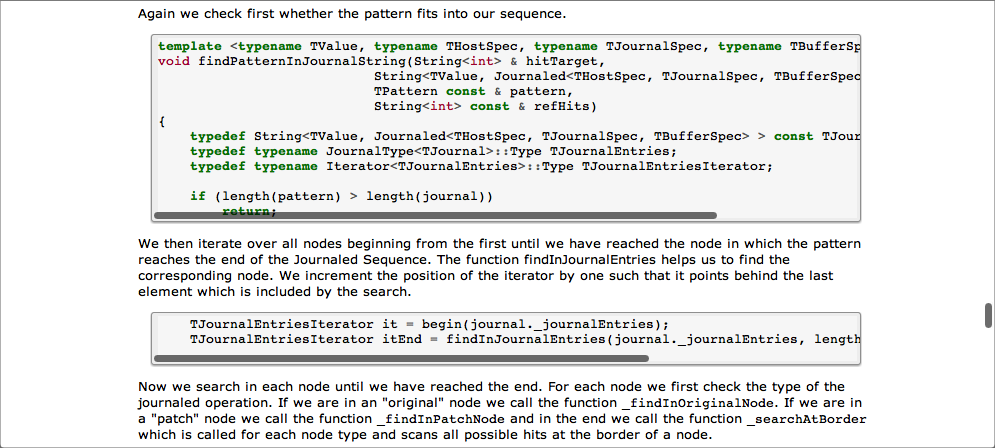 Again we check first whether the pattern fits into our sequence.
template <typename TValue, typename THostSpec, typename TJournalSpec, typename TBufferSp
void findPatternInJournalString(String<int> & hitTarget,
String<TValue, Journaled<THostSpec, TJournalSpec, TBufferSpec
TPattern const & pattern,
String<int> const & refHits)
{
typedef String<TValue, Journaled<THostSpec, TJournalSpec, TBufferSpec> > const TJour
typedef typename JournalType<TJournal>::Type TJournalEntries;
typedef typename Iterator<TJournalEntries>::Type TJournalEntriesIterator;
if (length(pattern) > length(journal))
return;
We then iterate over all nodes beginning from the first until we have reached the node in which the pattern
reaches the end of the Journaled Sequence. The function findInJournalEntries helps us to find the
corresponding node. We increment the position of the iterator by one such that it points behind the last
element which is included by the search.
TJournalEntriesIterator it = begin(journal._journalEntries);
TJournalEntriesIterator itEnd = findInJournalEntries(journal._journalEntries, length
Now we search in each node until we have reached the end. For each node we first check the type of the
journaled operation. If we are in an "original" node we call the function _findInOriginalNode. If we are in
a "patch" node we call the function _findInPatchNode and in the end we call the function _searchAtBorder
which is called for each node type and scans all possible hits at the border of a node.